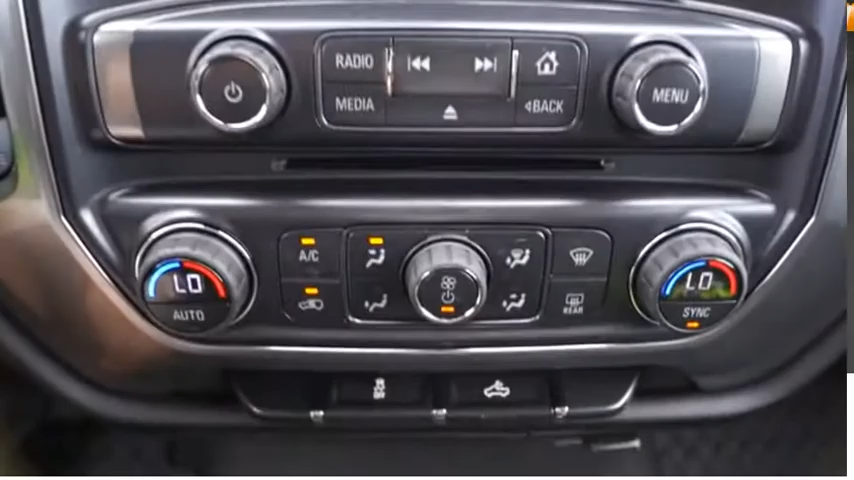 RADIO
MEDIA
BACK
MENU
A/C
LO
AUTO
REAR
LO
SYNC